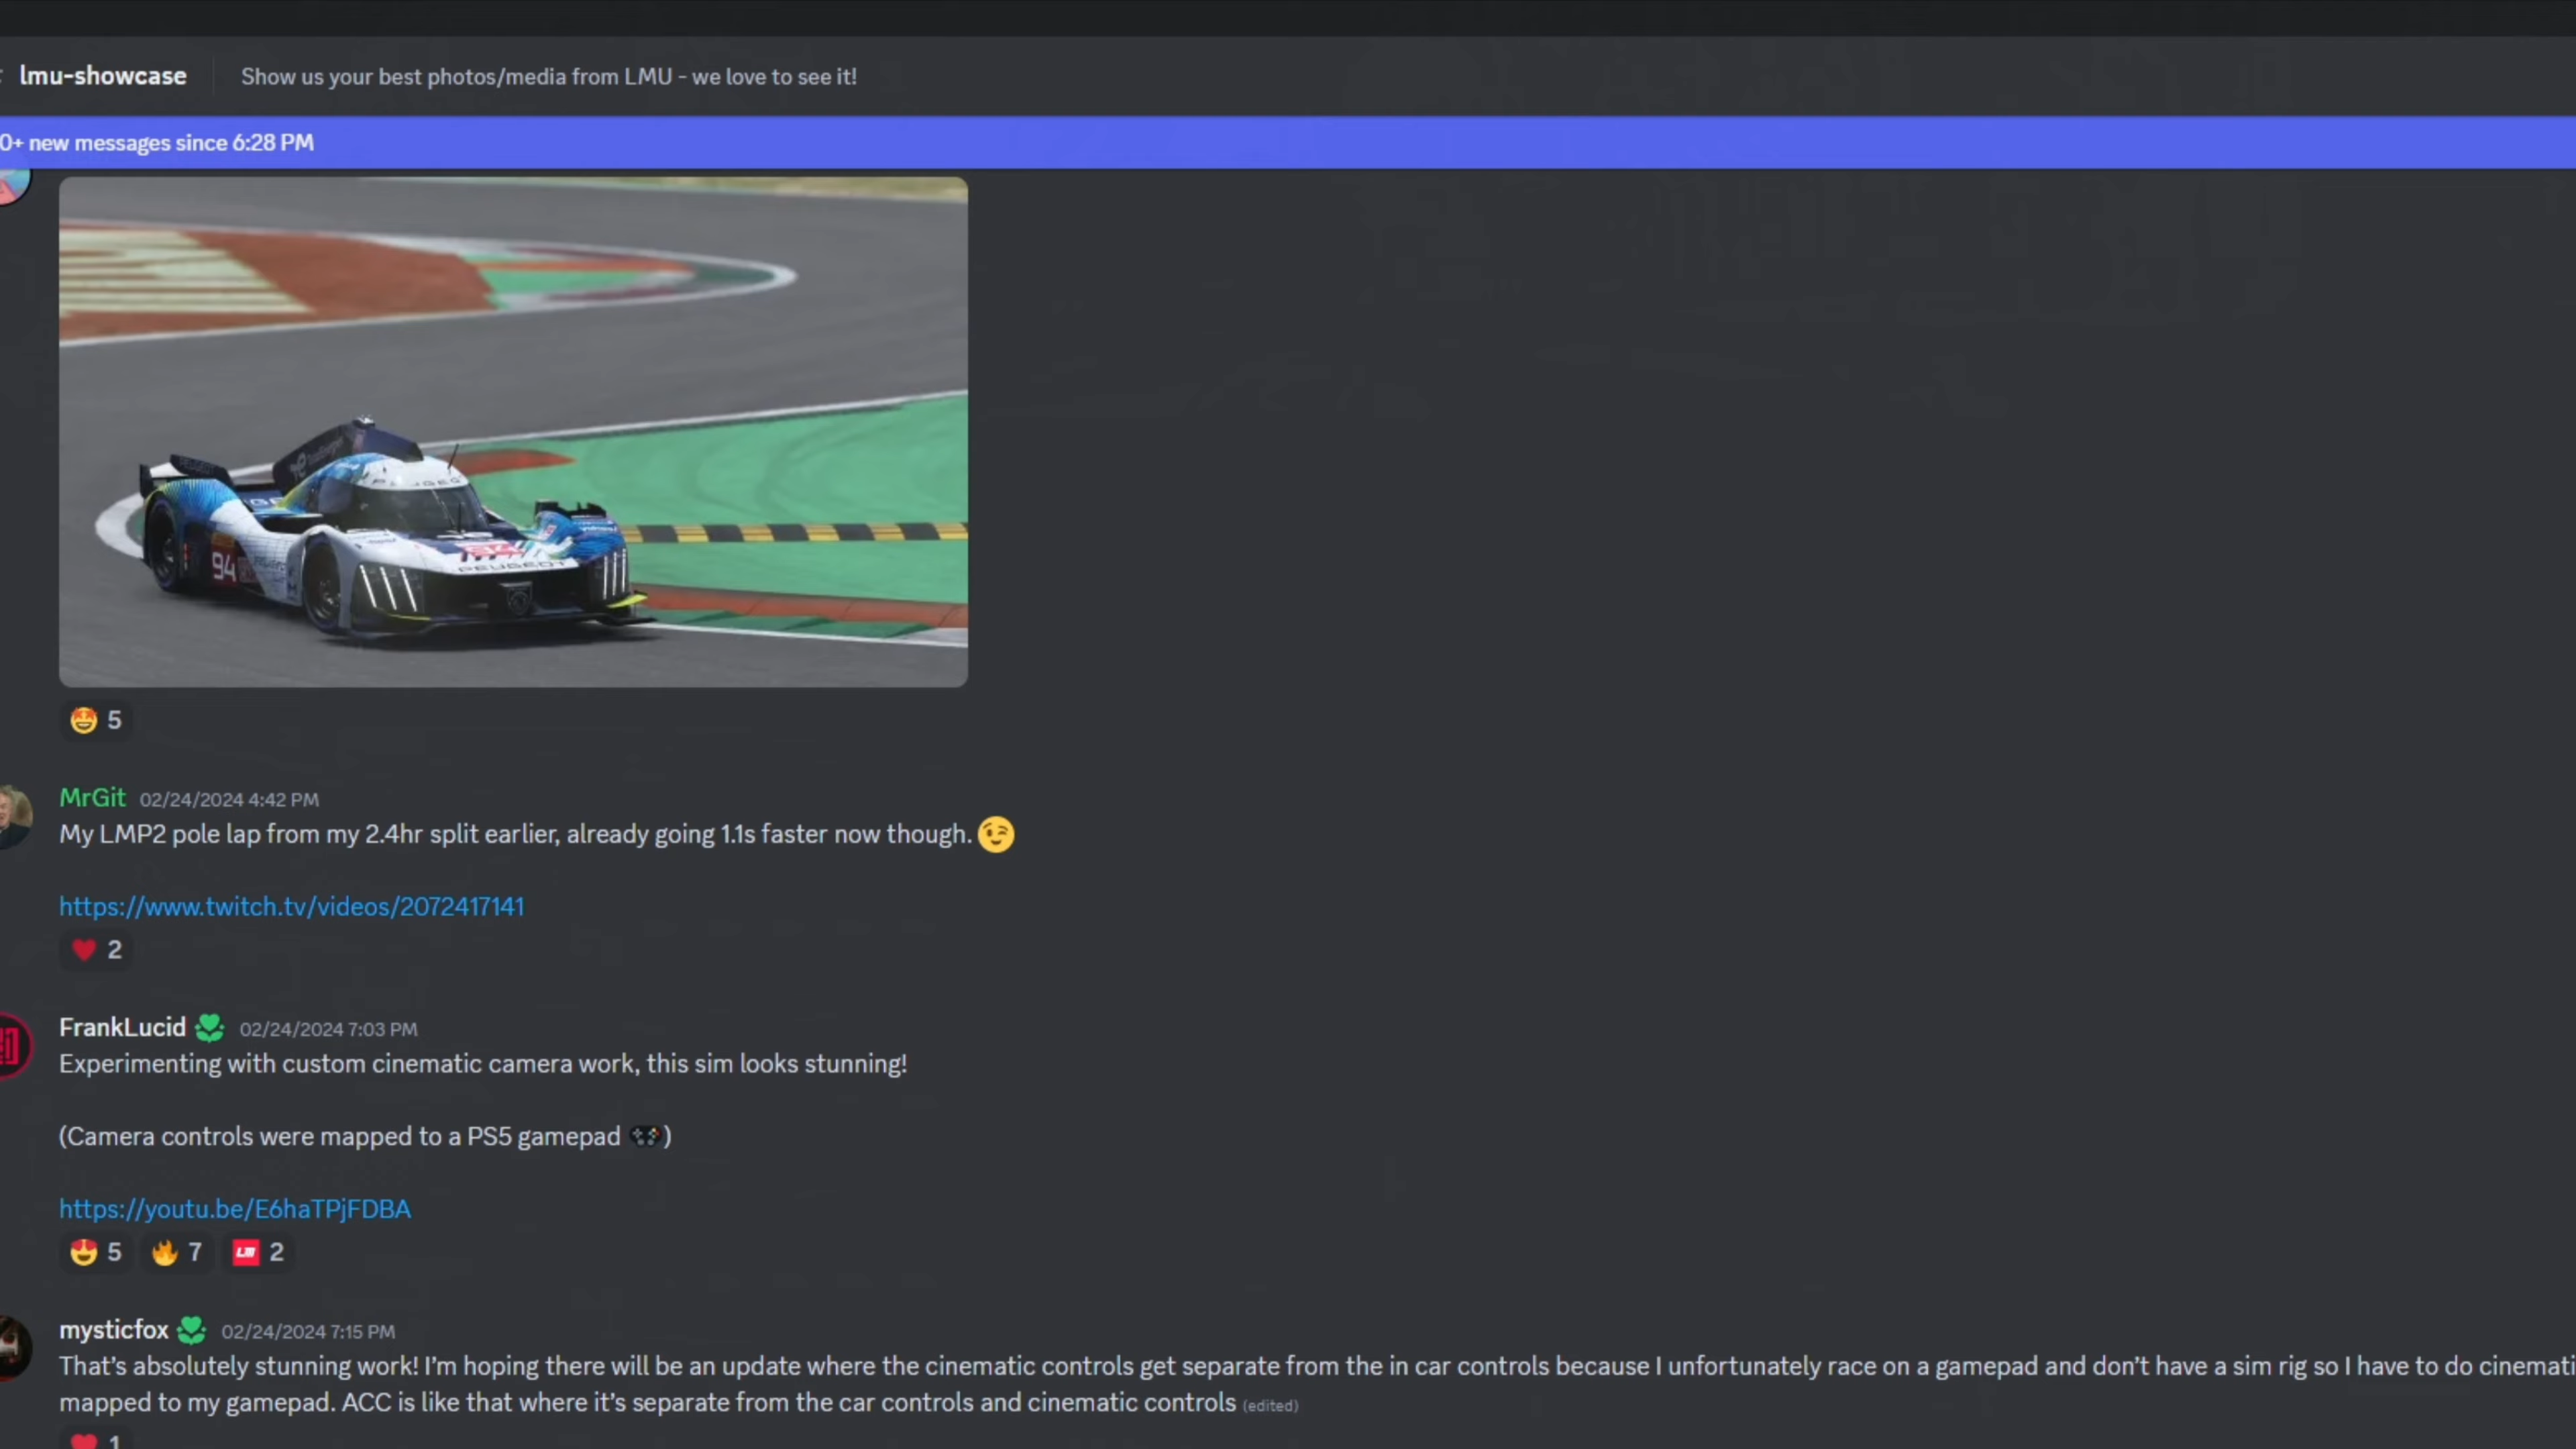 lmu-showcase Show us your best photos/media from LMU - we love to see it!
0+ new messages since 6:28 PM
PEUGEOT
94
5
MrGit 02/24/2024 4:42 PM
My LMP2 pole lap from my 2.4hr split earlier, already going 1.1s faster now though. 😉
https://www.twitch.tv/videos/2072417141
2
FrankLucid 02/24/2024 7:03 PM
Experimenting with custom cinematic camera work, this sim looks stunning!
(Camera controls were mapped to a PS5 gamepad 🎮)
https://youtu.be/E6haTPjFDBA
5 7 LM 2
mysticfox 02/24/2024 7:15 PM
That's absolutely stunning work! I'm hoping there will be an update where the cinematic controls get separate from the in car controls because I unfortunately race on a gamepad and don't have a sim rig so I have to do cinemati
mapped to my gamepad. ACC is like that where it's separate from the car controls and cinematic controls (edited)
1